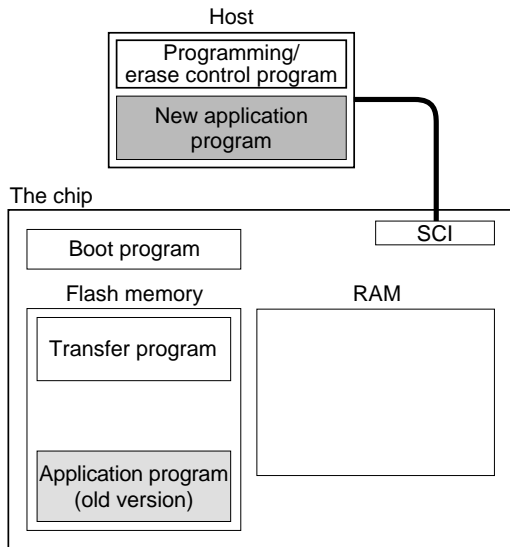 Host
Programming/
erase control program
New application
program
The chip
SCI
Boot program
Flash memory
RAM
Transfer program
Application program
(old version)